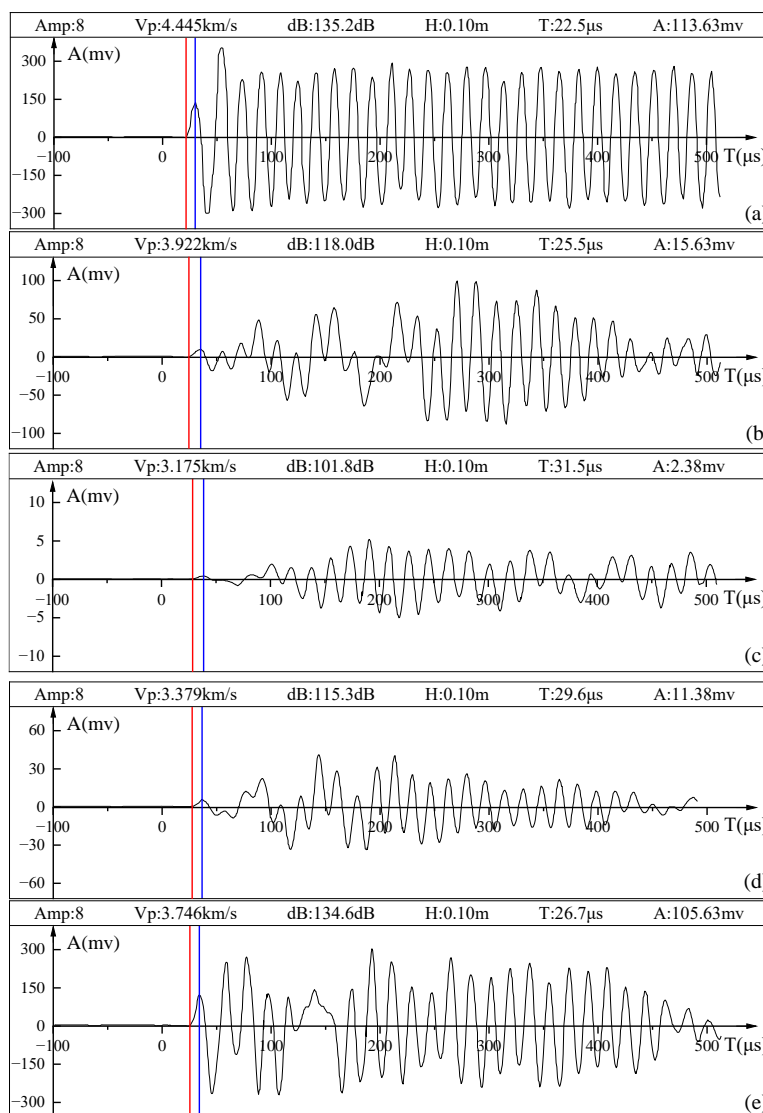 Amp:8 Vp:4.445km/s dB:135.2dB H:0.10m T:22.5μs A:113.63mv
A(mv)
300
150
0
−100 0 100 200 300 400 500 T(μs)
−150
−300
(a)
Amp:8 Vp:3.922km/s dB:118.0dB H:0.10m T:25.5μs A:15.63mv
A(mv)
100
50
0
−100 0 100 200 300 400 500 T(μs)
−50
−100
(b)
Amp:8 Vp:3.175km/s dB:101.8dB H:0.10m T:31.5μs A:2.38mv
A(mv)
10
5
0
−100 0 100 200 300 400 500 T(μs)
−5
−10
(c)
Amp:8 Vp:3.379km/s dB:115.3dB H:0.10m T:29.6μs A:11.38mv
A(mv)
60
30
0
−100 0 100 200 300 400 500 T(μs)
−30
−60
(d)
Amp:8 Vp:3.746km/s dB:134.6dB H:0.10m T:26.7μs A:105.63mv
A(mv)
300
150
0
−100 0 100 200 300 400 500 T(μs)
−150
−300
(e)